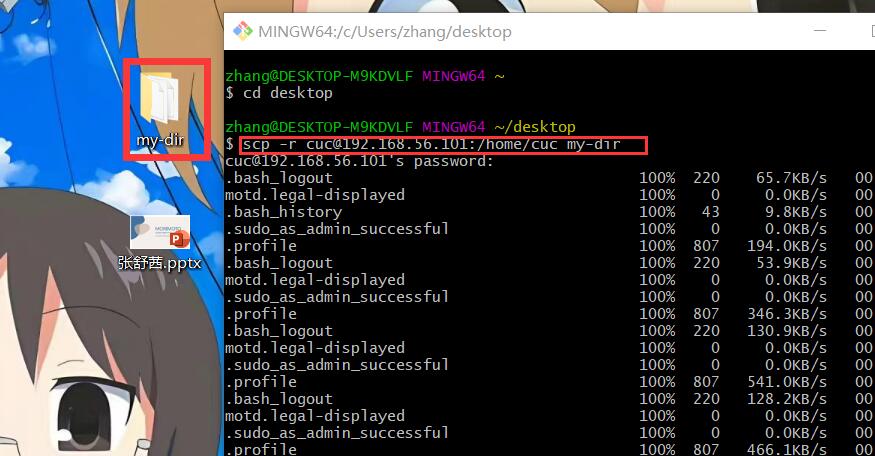 MINGW64:/c/Users/zhang/desktop
zhang@DESKTOP-M9KDVLF MINGW64 ~
$ cd desktop
zhang@DESKTOP-M9KDVLF MINGW64 ~/desktop
$ scp -r cuc@192.168.56.101:/home/cuc my-dir
cuc@192.168.56.101's password:
.bash_logout 100% 220 65.7KB/s 00
motd.legal-displayed 100% 0 0.0KB/s 00
.bash_history 100% 43 9.8KB/s 00
.sudo_as_admin_successful 100% 0 0.0KB/s 00
.profile 100% 807 194.0KB/s 00
.bash_logout 100% 220 53.9KB/s 00
motd.legal-displayed 100% 0 0.0KB/s 00
.sudo_as_admin_successful 100% 0 0.0KB/s 00
.profile 100% 807 346.3KB/s 00
.bash_logout 100% 220 130.9KB/s 00
motd.legal-displayed 100% 0 0.0KB/s 00
.sudo_as_admin_successful 100% 0 0.0KB/s 00
.profile 100% 807 541.0KB/s 00
.bash_logout 100% 220 128.2KB/s 00
motd.legal-displayed 100% 0 0.0KB/s 00
.sudo_as_admin_successful 100% 0 0.0KB/s 00
.profile 100% 807 466.1KB/s 00
my-dir
P
张舒茜.pptx